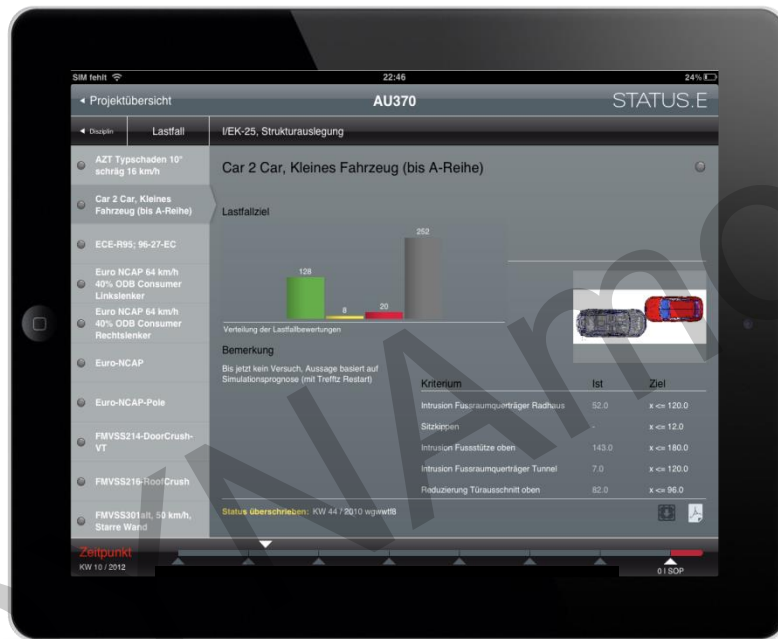 SIM fehlt 22:46 24%
Projektübersicht AU370 STATUS.E
Disziplin Lastfall I/EK-25, Strukturauslegung
AZT Typschaden 10°
schräg 16 km/h
Car 2 Car, Kleines
Fahrzeug (bis A-Reihe)
ECE-R95; 96-27-EC
Euro NCAP 64 km/h
40% ODB Consumer
Linkslenker
Euro NCAP 64 km/h
40% ODB Consumer
Rechtslenker
Euro-NCAP
Euro-NCAP-Pole
FMVSS214-DoorCrush-
VT
FMVSS216-RoofCrush
FMVSS301alt, 50 km/h,
Starre Wand
Car 2 Car, Kleines Fahrzeug (bis A-Reihe)
Lastfallziel
128
8
20
252
Verteilung der Lastfallbewertungen
Bemerkung
Bis jetzt kein Versuch, Aussage basiert auf
Simulationsprognose (mit Trefftz Restart)
Kriterium Ist Ziel
Intrusion Fussraumquerträger Radhaus 52.0 x <= 120.0
Sitzkippen - x <= 12.0
Intrusion Fussstütze oben 143.0 x <= 180.0
Intrusion Fussraumquerträger Tunnel 7.0 x <= 120.0
Reduzierung Türausschnitt oben 82.0 x <= 96.0
Status überschrieben: KW 44 / 2010 wgwwtf8
Zeitpunkt
KW 10 / 2012
0 I SOP